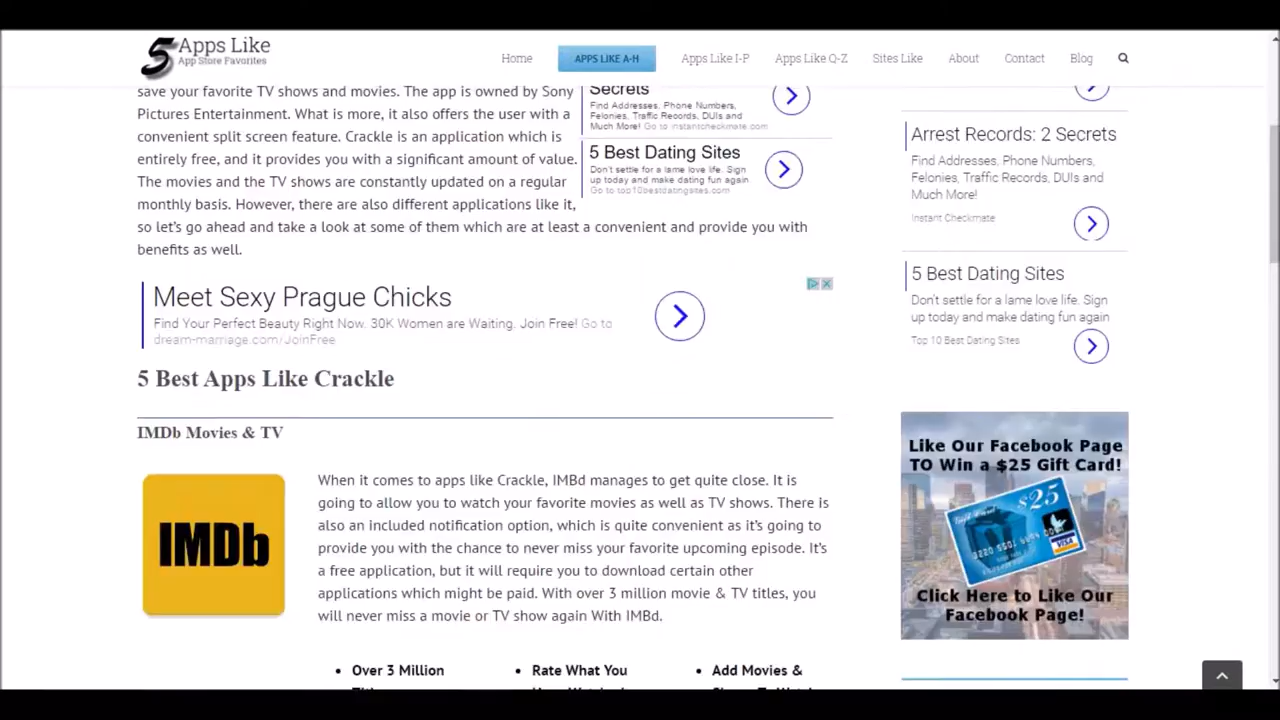 5 Apps Like
App Store Favorites
Home
APPS LIKE A-H
Apps Like I-P
Apps Like Q-Z
Sites Like
About
Contact
Blog
save your favorite TV shows and movies. The app is owned by Sony
Pictures Entertainment. What is more, it also offers the user with a
convenient split screen feature. Crackle is an application which is
entirely free, and it provides you with a significant amount of value.
The movies and the TV shows are constantly updated on a regular
monthly basis. However, there are also different applications like it,
so let's go ahead and take a look at some of them which are at least a convenient and provide you with
benefits as well.
Secrets
Find Addresses, Phone Numbers,
Felonies, Traffic Records, DUIs and
Much More! Go to instantcheckmate.com
5 Best Dating Sites
Don't settle for a lame love life. Sign
up today and make dating fun again
Go to top10bestdatingsites.com
Meet Sexy Prague Chicks
Find Your Perfect Beauty Right Now. 30K Women are Waiting. Join Free! Go to
dream-marriage.com/JoinFree
5 Best Apps Like Crackle
IMDb Movies & TV
IMDb
When it comes to apps like Crackle, IMBd manages to get quite close. It is
going to allow you to watch your favorite movies as well as TV shows. There is
also an included notification option, which is quite convenient as it's going to
provide you with the chance to never miss your favorite upcoming episode. It's
a free application, but it will require you to download certain other
applications which might be paid. With over 3 million movie & TV titles, you
will never miss a movie or TV show again With IMBd.
• Over 3 Million
• Rate What You
• Add Movies &
Arrest Records: 2 Secrets
Find Addresses, Phone Numbers,
Felonies, Traffic Records, DUIs and
Much More!
Instant Checkmate
5 Best Dating Sites
Don't settle for a lame love life. Sign
up today and make dating fun again
Top 10 Best Dating Sites
Like Our Facebook Page
TO Win a $25 Gift Card!
$25
VISA
Click Here to Like Our
Facebook Page!